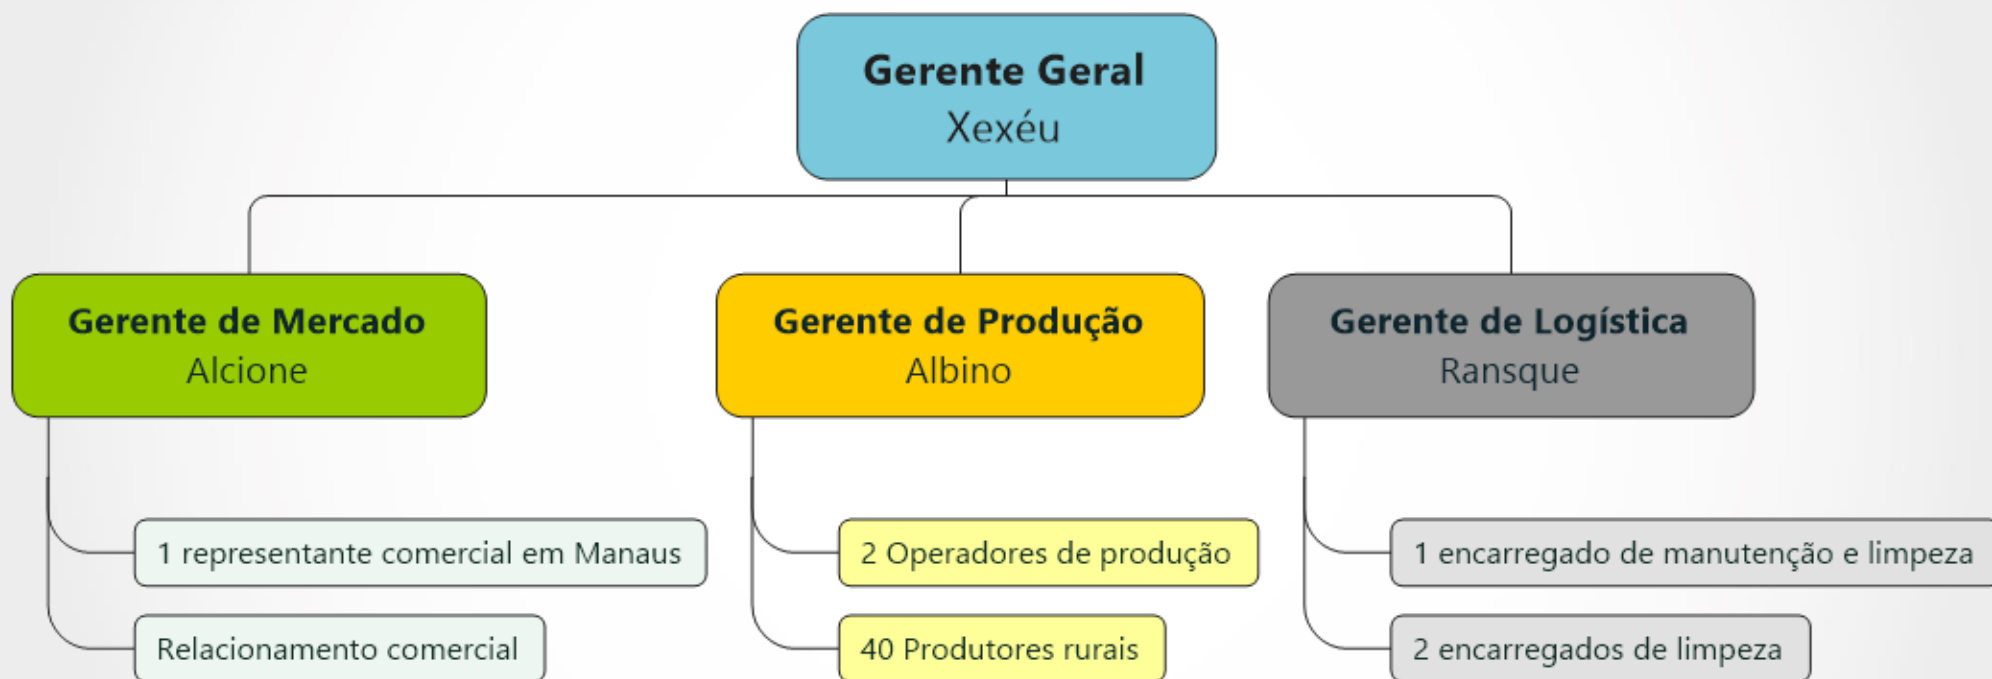 Gerente Geral
Xexéu
Gerente de Mercado
Alcione
1 representante comercial em Manaus
Relacionamento comercial
Gerente de Produção
Albino
2 Operadores de produção
40 Produtores rurais
Gerente de Logística
Ransque
1 encarregado de manutenção e limpeza
2 encarregados de limpeza